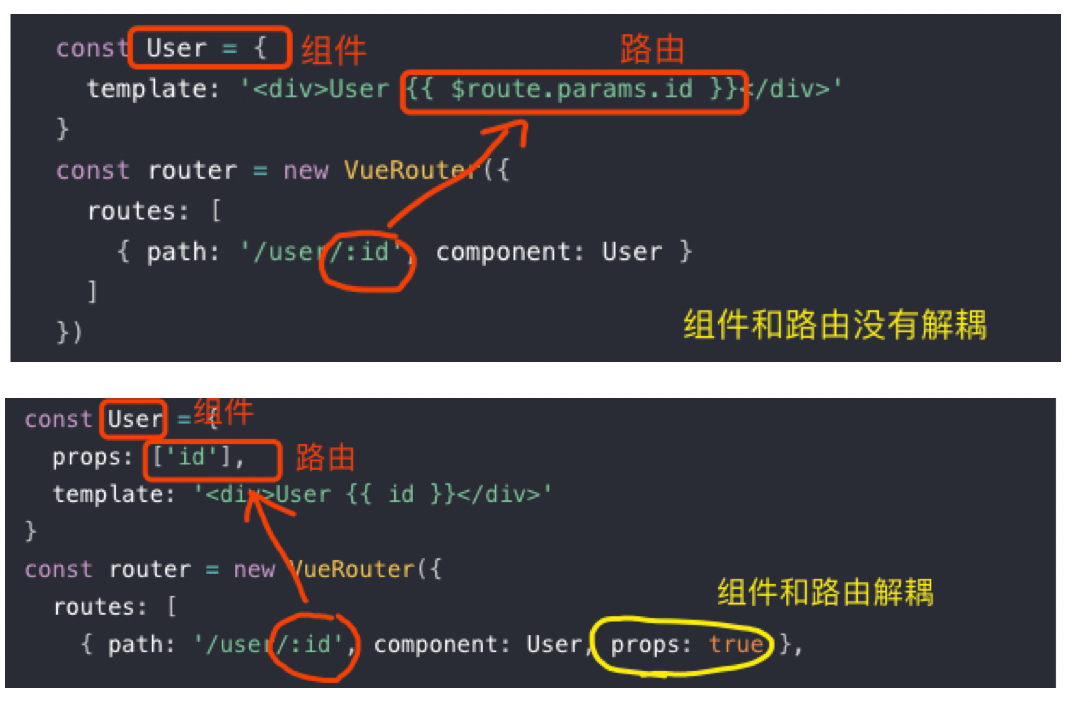 const User = { 组件 路由
template: '<div>User {{ $route.params.id }}</div>'
}
const router = new VueRouter({
routes: [
{ path: '/user/:id', component: User }
]
})
组件和路由没有解耦
const User = { 组件
props: ['id'], 路由
template: '<div>User {{ id }}</div>'
}
const router = new VueRouter({
组件和路由解耦
routes: [
{ path: '/user/:id', component: User, props: true },